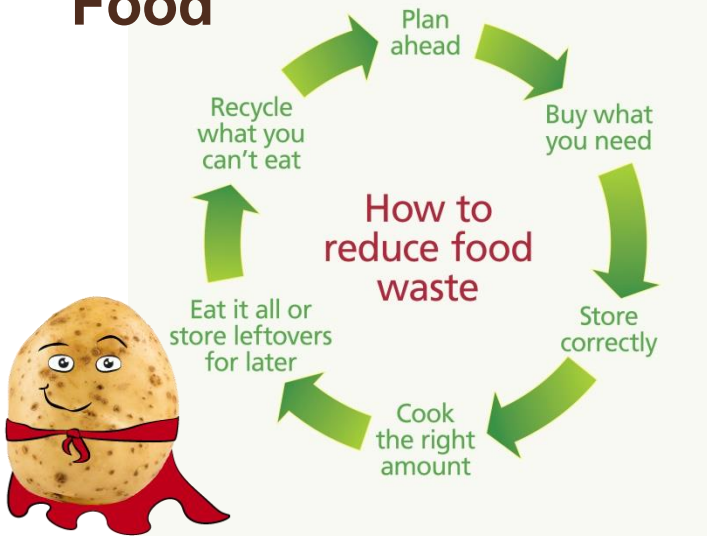 Food
Plan
ahead
Buy what
you need
Store
correctly
Cook
the right
amount
Eat it all or
store leftovers
for later
Recycle
what you
can't eat
How to
reduce food
waste